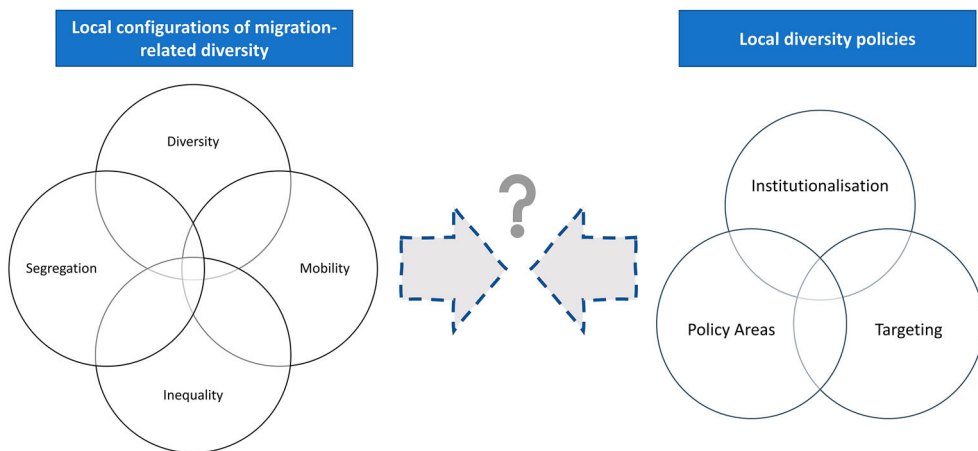 Local configurations of migration-
related diversity
Local diversity policies
Diversity
Segregation
Mobility
Inequality
?
Institutionalisation
Policy Areas
Targeting